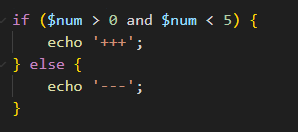 if ($num > 0 and $num < 5) {
    echo '+++';
} else {
    echo '---';
}